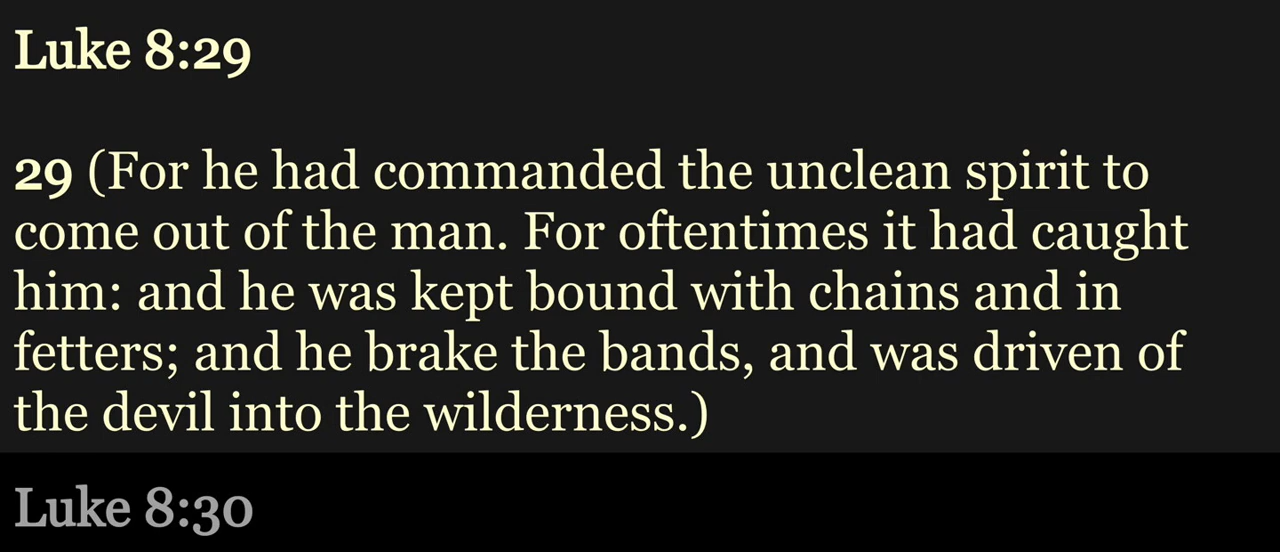 Luke 8:29
29 (For he had commanded the unclean spirit to
come out of the man. For oftentimes it had caught
him: and he was kept bound with chains and in
fetters; and he brake the bands, and was driven of
the devil into the wilderness.)
Luke 8:30